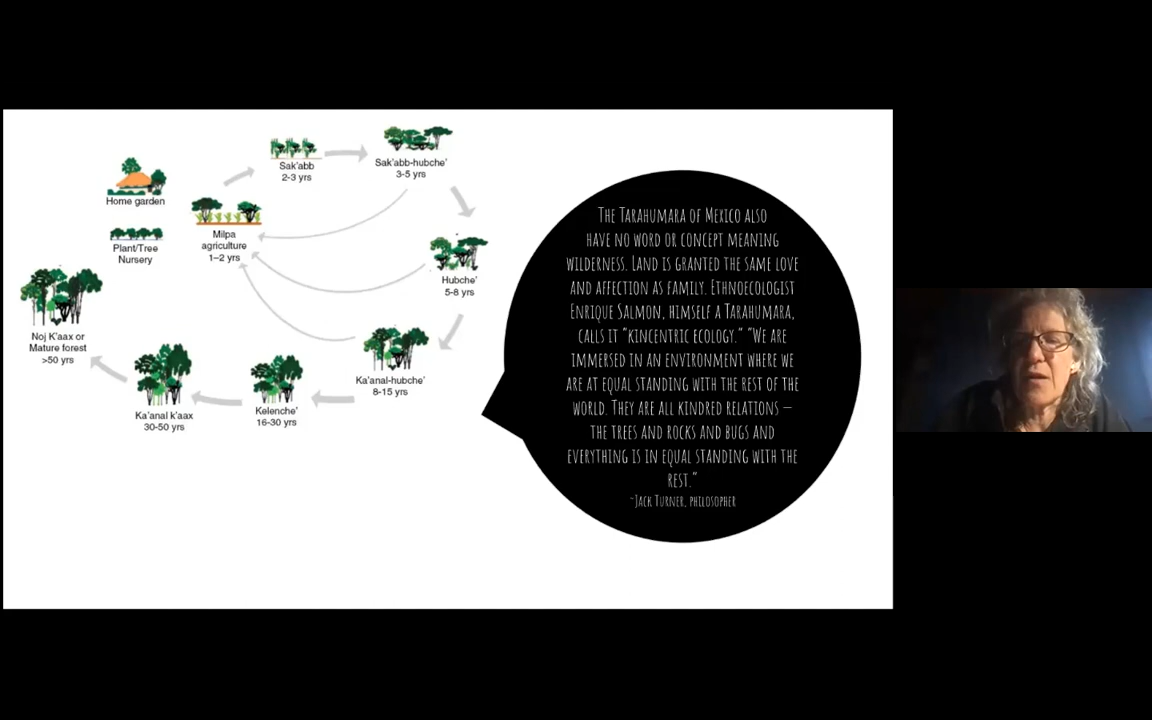 Sak'abb
2-3 yrs
Sak'abb-hubche'
3-5 yrs
Home garden
Milpa
agriculture
1–2 yrs
Plant/Tree
Nursery
Hubche'
5-8 yrs
Noj K'aax or
Mature forest
>50 yrs
Ka'anal-hubche'
8-15 yrs
Kelenche'
16-30 yrs
Ka'anal k'aax
30-50 yrs
The Tarahumara of Mexico also
have no word or concept meaning
wilderness. Land is granted the same love
and affection as family. Ethnoecologist
Enrique Salmon, himself a Tarahumara,
calls it "kincentric ecology." "We are
immersed in an environment where we
are at equal standing with the rest of the
world. They are all kindred relations —
the trees and rocks and bugs and
everything is in equal standing with the
rest."
~Jack Turner, philosopher